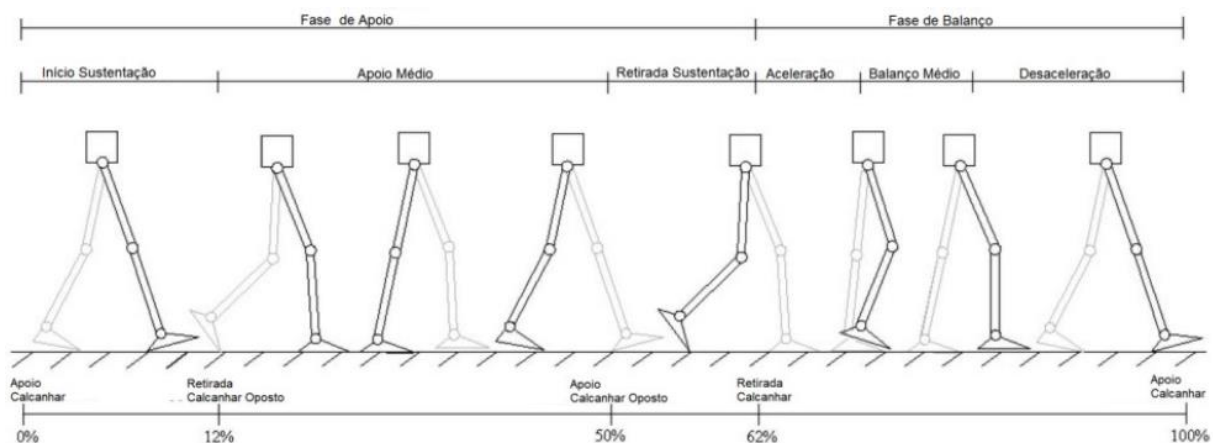 Fase de Apoio
Fase de Balanço
Início Sustentação
Apoio Médio
Retirada Sustentação
Aceleração
Balanço Médio
Desaceleração
Apoio
Calcanhar
Retirada
Calcanhar Oposto
Apoio
Calcanhar Oposto
Retirada
Calcanhar
Apoio
Calcanhar
0%
12%
50%
62%
100%